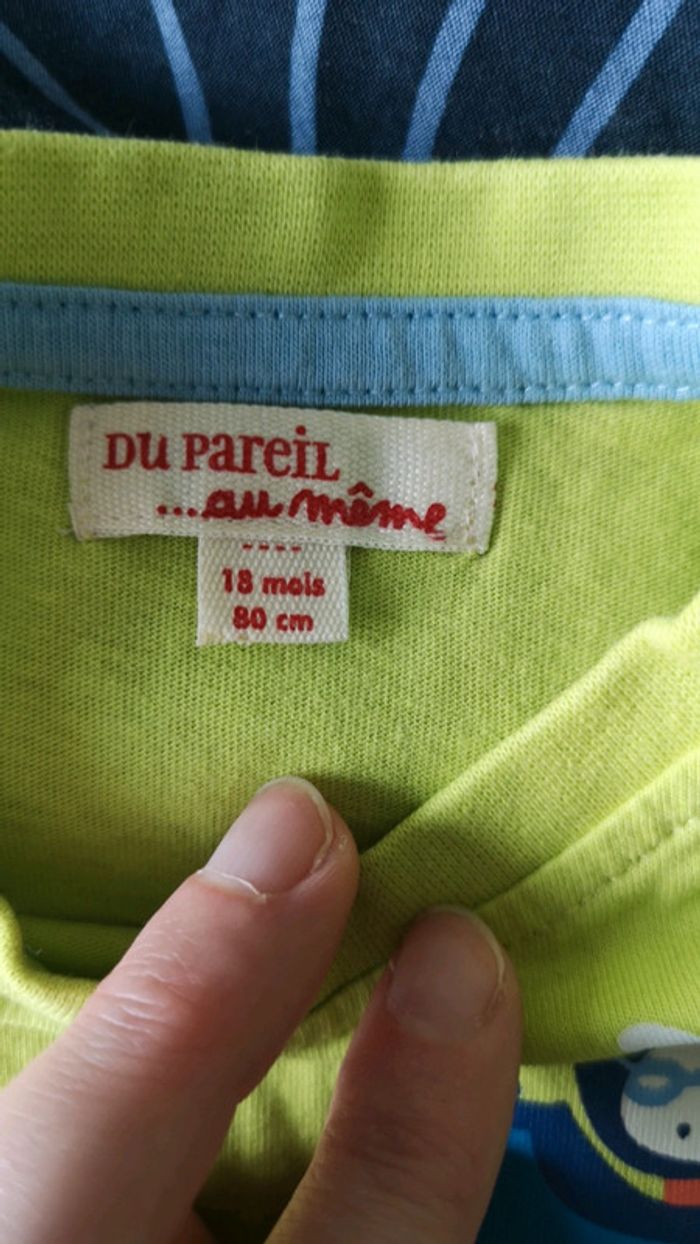 Du Pareil
...au même
18 mois
80 cm